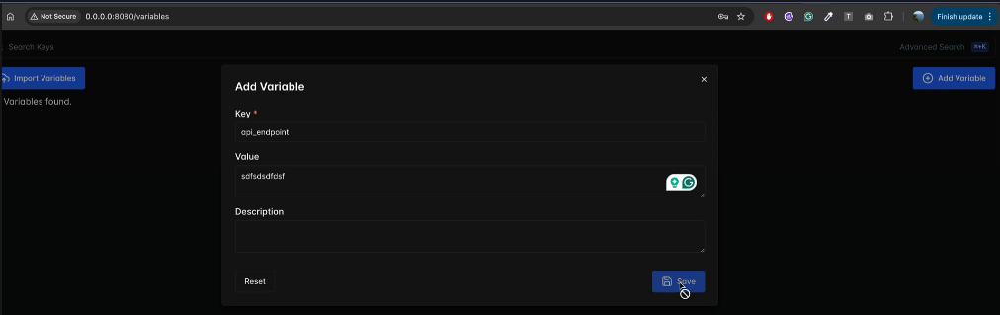 Not Secure 0.0.0.0:8080/variables
T
Finish update
Search Keys
Advanced Search ⌘+K
Import Variables
Add Variable
Variables found.
Add Variable
Key *
api_endpoint
Value
sdfsdsdfdsf
Description
Reset
Save